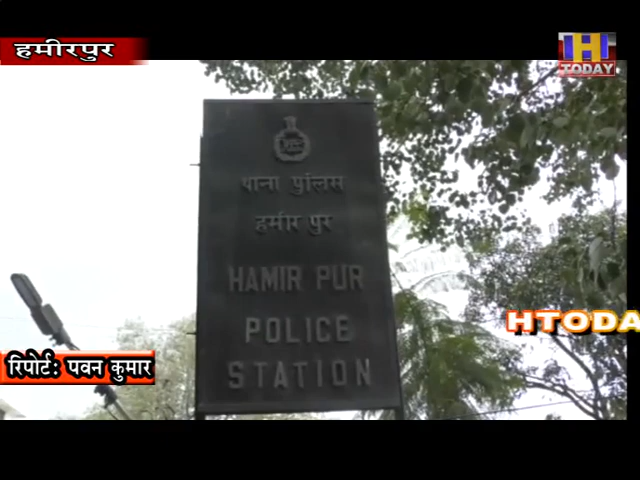 हमीरपुर
H
TODAY
थाना पुलिस
हमीर पुर
HAMIR PUR
POLICE
STATION
HTODA
रिपोर्ट: पवन कुमार